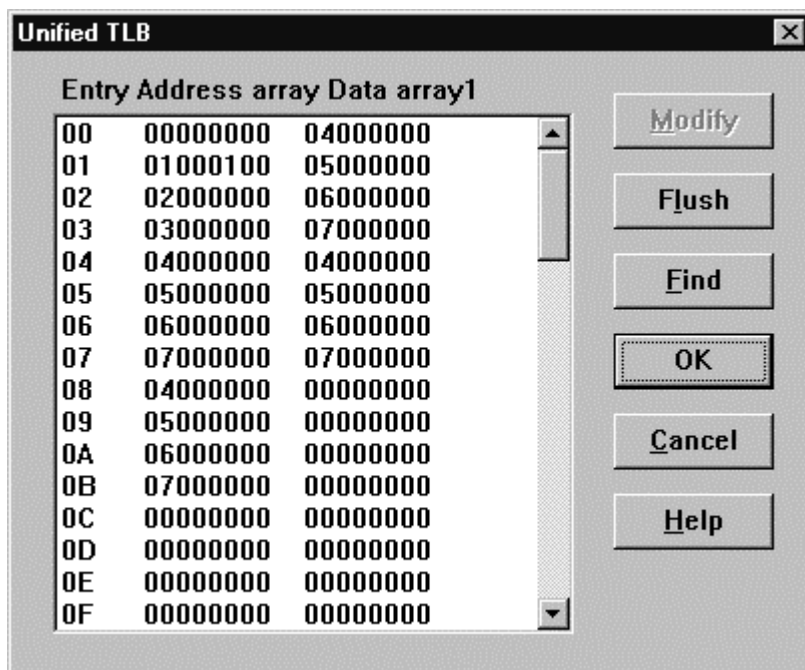 Unified TLB
Entry Address array Data array1
00 00000000 04000000
01 01000100 05000000
02 02000000 06000000
03 03000000 07000000
04 04000000 04000000
05 05000000 05000000
06 06000000 06000000
07 07000000 07000000
08 04000000 00000000
09 05000000 00000000
0A 06000000 00000000
0B 07000000 00000000
0C 00000000 00000000
0D 00000000 00000000
0E 00000000 00000000
0F 00000000 00000000
Modify
Flush
Find
OK
Cancel
Help